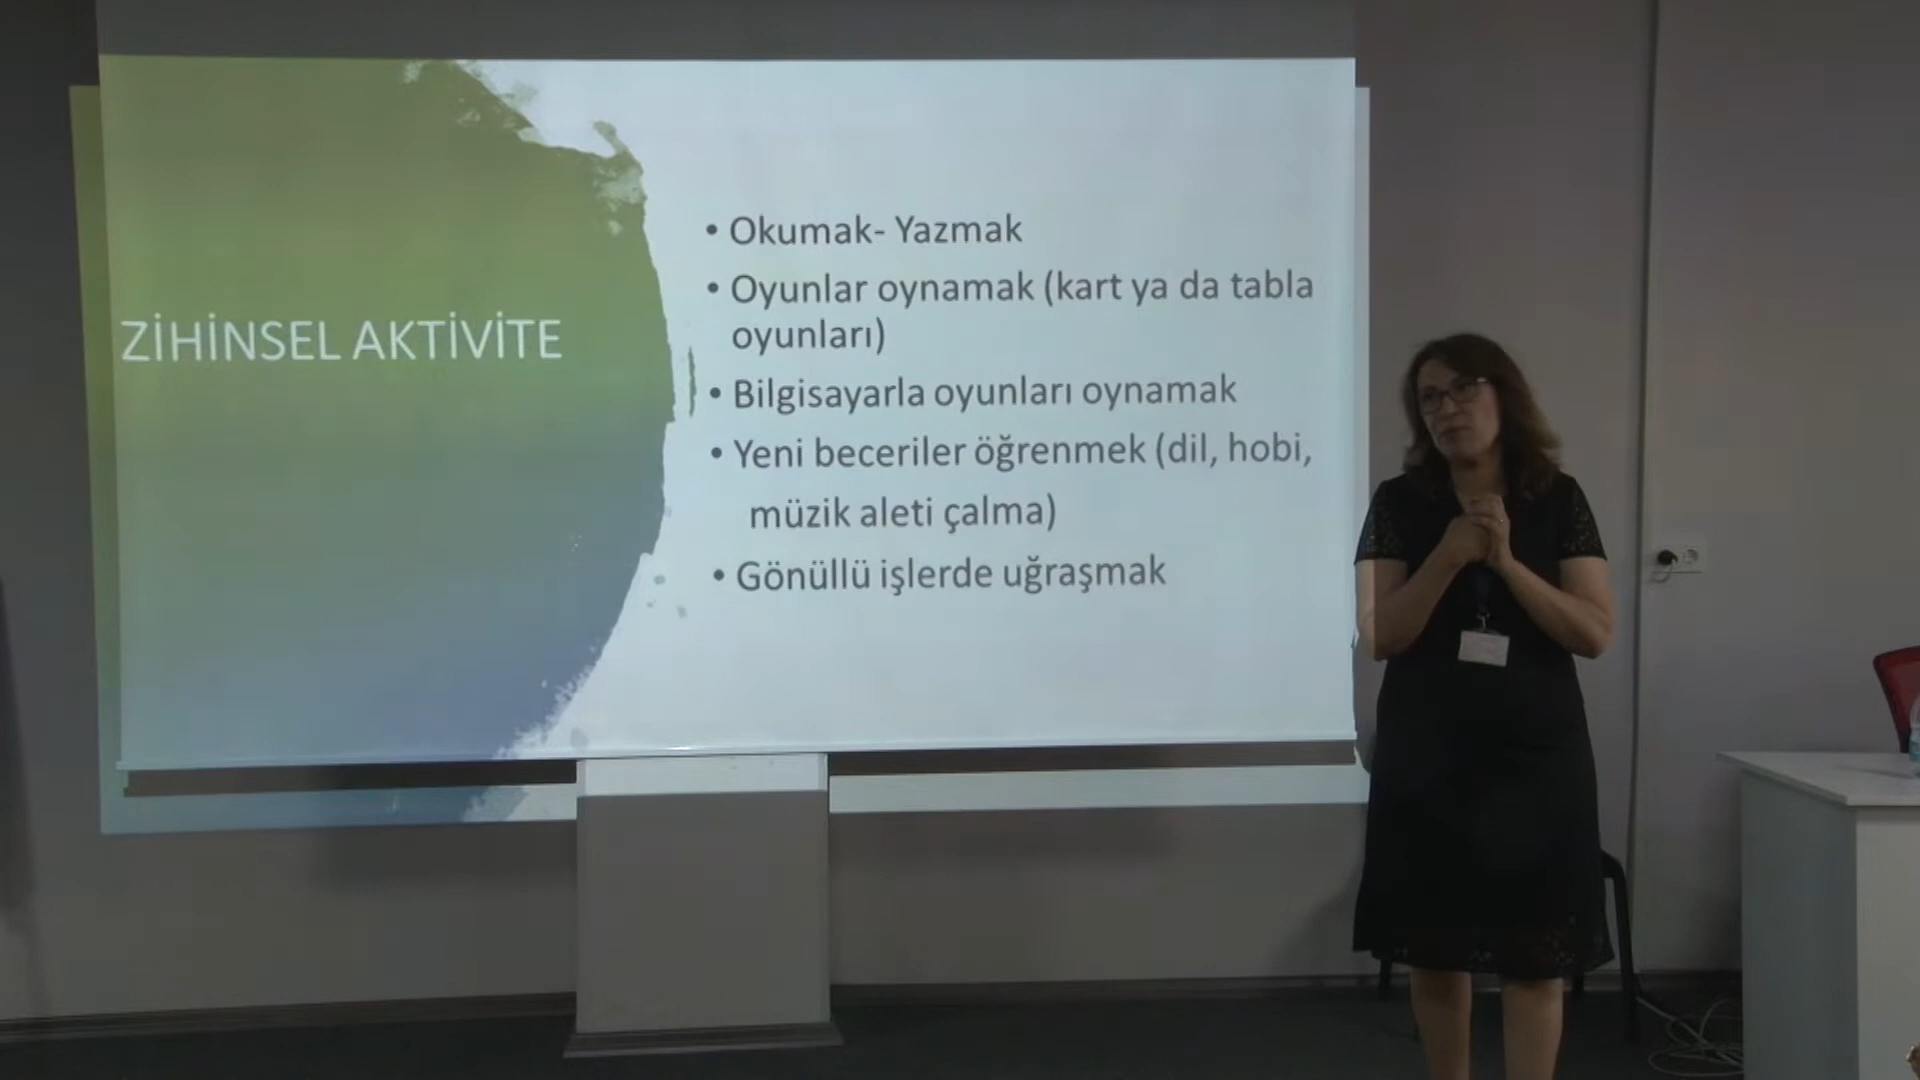 ZİHİNSEL AKTİVİTE
• Okumak- Yazmak
• Oyunlar oynamak (kart ya da tabla
oyunları)
• Bilgisayarla oyunları oynamak
• Yeni beceriler öğrenmek (dil, hobi,
müzik aleti çalma)
• Gönüllü işlerde uğraşmak